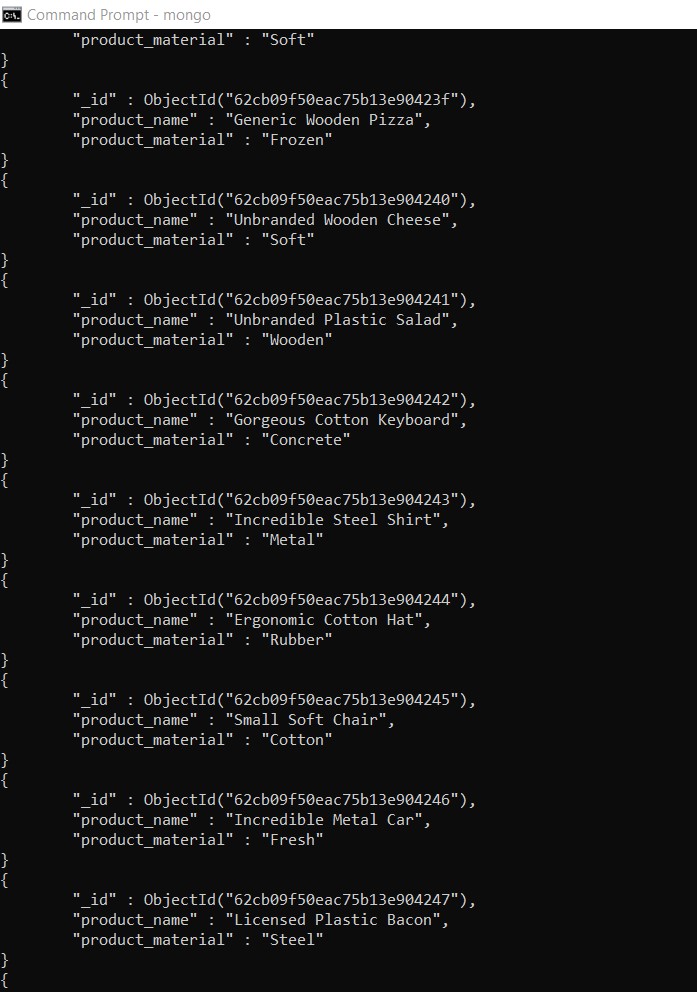 Command Prompt - mongo
        "product_material" : "Soft"
}
{
        "_id" : ObjectId("62cb09f50eac75b13e90423f"),
        "product_name" : "Generic Wooden Pizza",
        "product_material" : "Frozen"
}
{
        "_id" : ObjectId("62cb09f50eac75b13e904240"),
        "product_name" : "Unbranded Wooden Cheese",
        "product_material" : "Soft"
}
{
        "_id" : ObjectId("62cb09f50eac75b13e904241"),
        "product_name" : "Unbranded Plastic Salad",
        "product_material" : "Wooden"
}
{
        "_id" : ObjectId("62cb09f50eac75b13e904242"),
        "product_name" : "Gorgeous Cotton Keyboard",
        "product_material" : "Concrete"
}
{
        "_id" : ObjectId("62cb09f50eac75b13e904243"),
        "product_name" : "Incredible Steel Shirt",
        "product_material" : "Metal"
}
{
        "_id" : ObjectId("62cb09f50eac75b13e904244"),
        "product_name" : "Ergonomic Cotton Hat",
        "product_material" : "Rubber"
}
{
        "_id" : ObjectId("62cb09f50eac75b13e904245"),
        "product_name" : "Small Soft Chair",
        "product_material" : "Cotton"
}
{
        "_id" : ObjectId("62cb09f50eac75b13e904246"),
        "product_name" : "Incredible Metal Car",
        "product_material" : "Fresh"
}
{
        "_id" : ObjectId("62cb09f50eac75b13e904247"),
        "product_name" : "Licensed Plastic Bacon",
        "product_material" : "Steel"
}
{